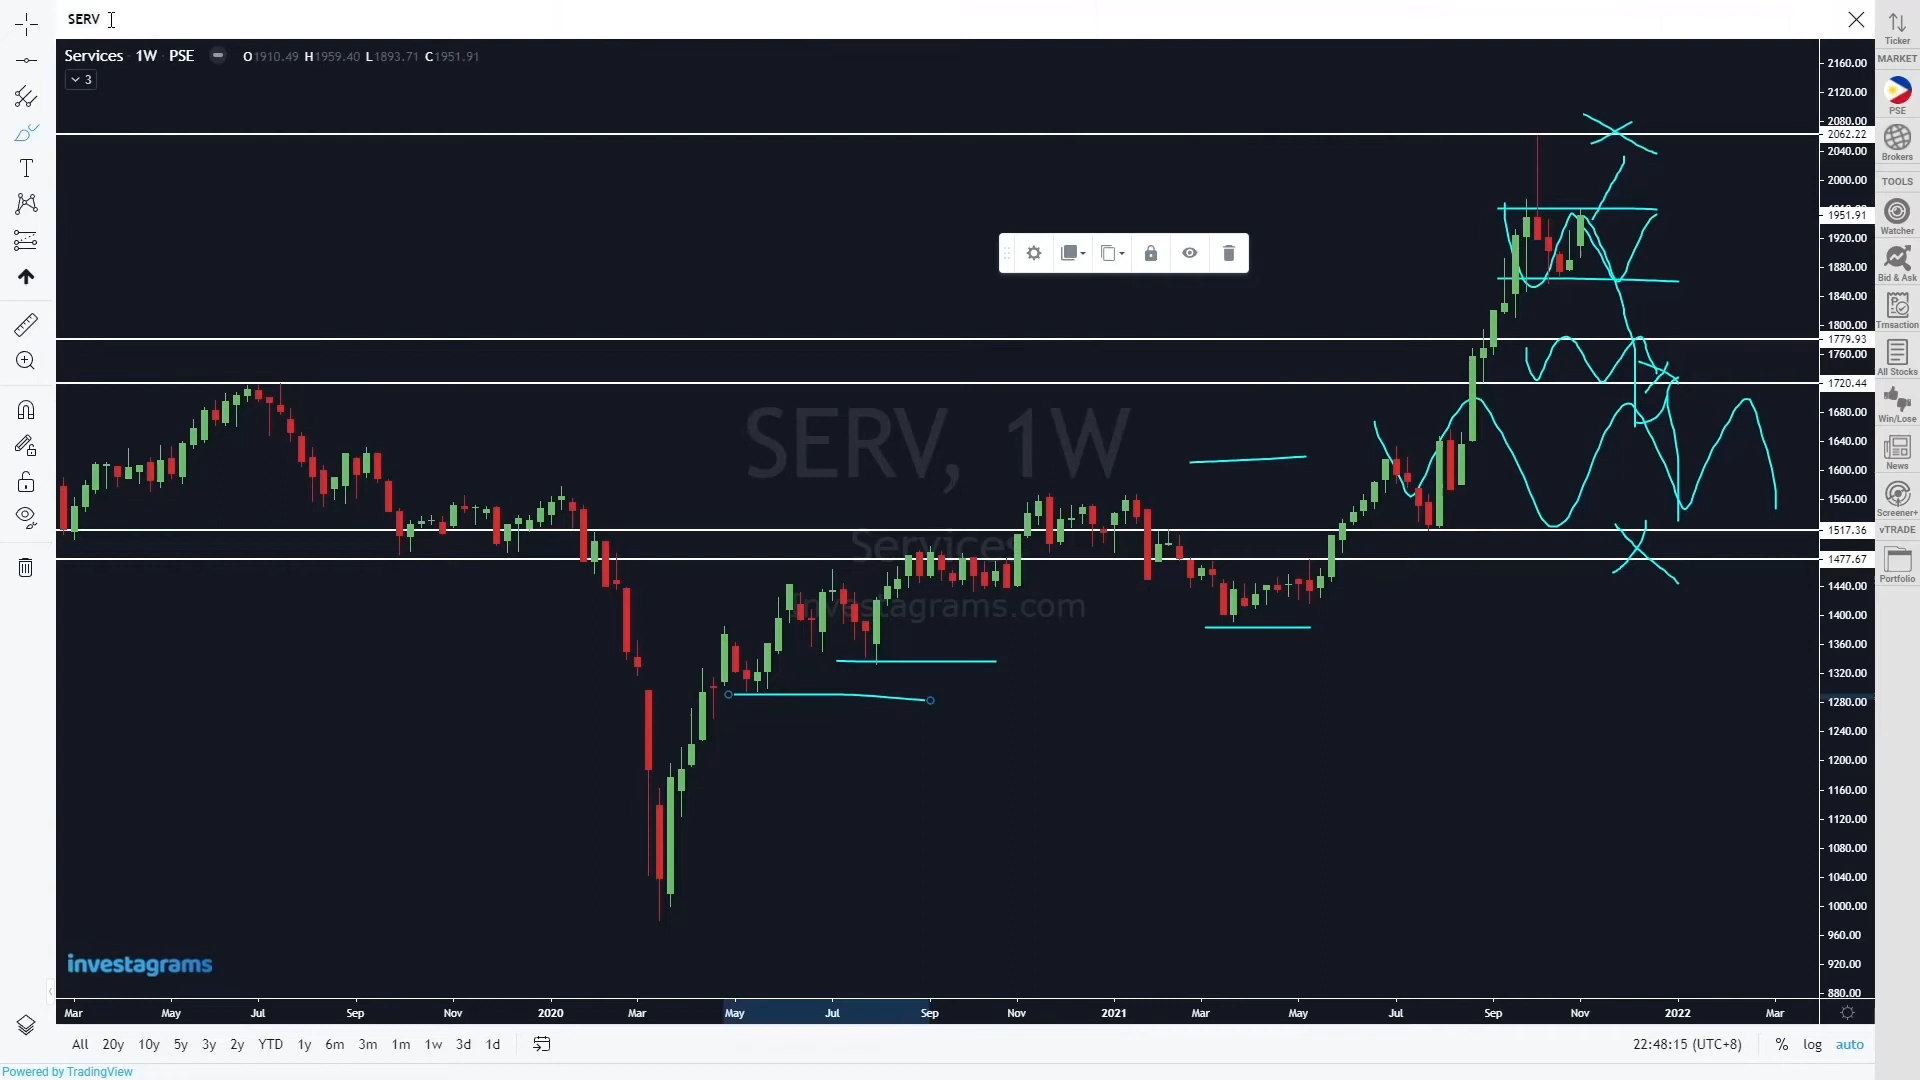 SERV
Services 1W PSE O1910.49 H1959.40 L1893.71 C1951.91
3
SERV, 1W
Services
investagrams.com
investagrams
2160.00
2120.00
2080.00
2062.22
2040.00
2000.00
1951.91
1920.00
1880.00
1840.00
1800.00
1779.93
1760.00
1720.44
1680.00
1640.00
1600.00
1560.00
1517.36
1477.67
1440.00
1400.00
1360.00
1320.00
1280.00
1240.00
1200.00
1160.00
1120.00
1080.00
1040.00
1000.00
960.00
920.00
880.00
Mar May Jul Sep Nov 2020 Mar May Jul Sep Nov 2021 Mar May Jul Sep Nov 2022 Mar
All 20y 10y 5y 3y 2y YTD 1y 6m 3m 1m 1w 3d 1d 22:48:15 (UTC+8) % log auto
Powered by TradingView
Ticker
MARKET
PSE
Brokers
TOOLS
Watcher
Bid & Ask
Trnsaction
All Stocks
Win/Lose
News
Screener+
vTRADE
Portfolio